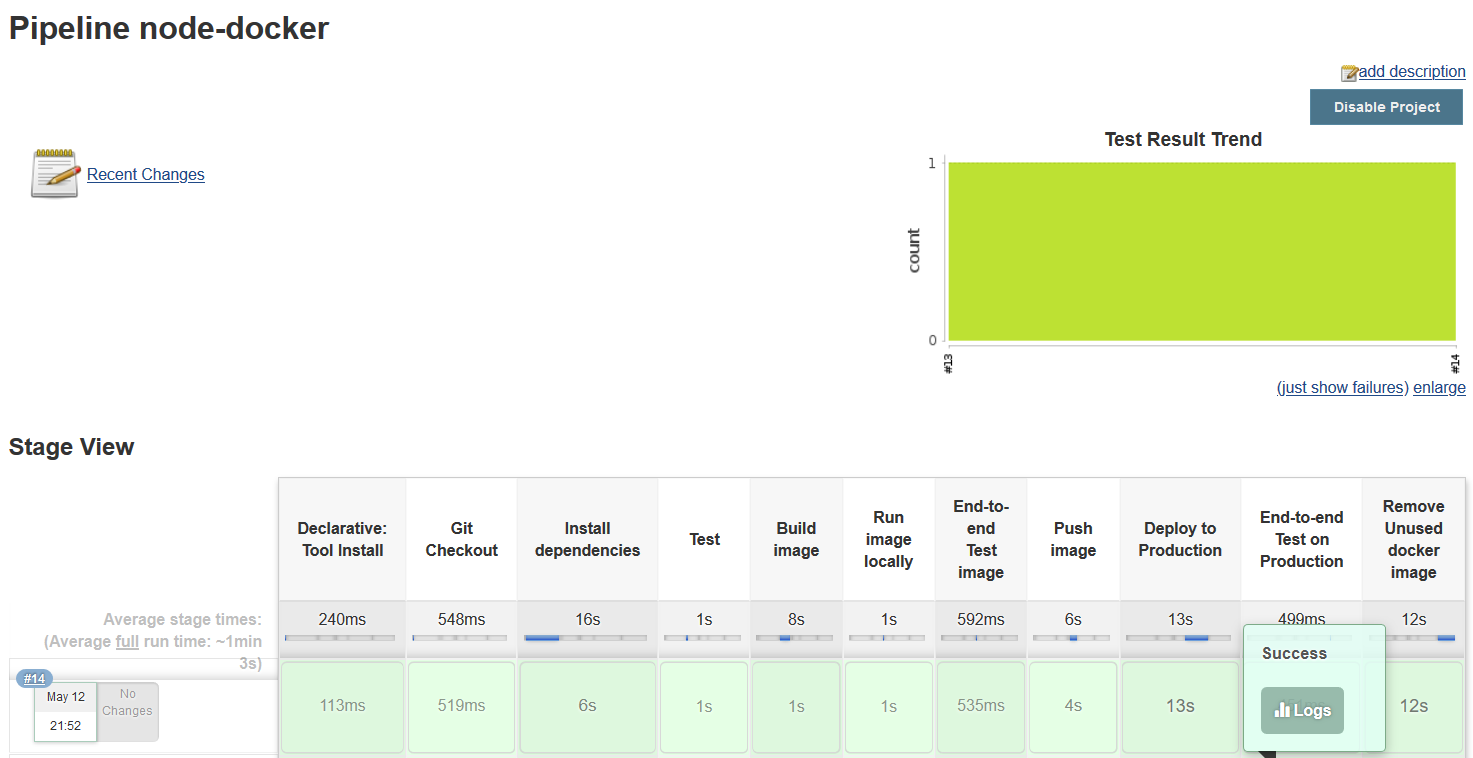 Pipeline node-docker
add description
Disable Project
Recent Changes
Test Result Trend
1
count
0
#13
#14
(just show failures) enlarge
Stage View
Declarative:
Tool Install
Git
Checkout
Install
dependencies
Test
Build
image
Run
image
locally
End-to-
end
Test
image
Push
image
Deploy to
Production
End-to-end
Test on
Production
Remove
Unused
docker
image
Average stage times:
(Average full run time: ~1min
3s)
240ms
548ms
16s
1s
8s
1s
592ms
6s
13s
499ms
12s
#14
May 12
21:52
No
Changes
113ms
519ms
6s
1s
1s
1s
535ms
4s
13s
Success
Logs
12s